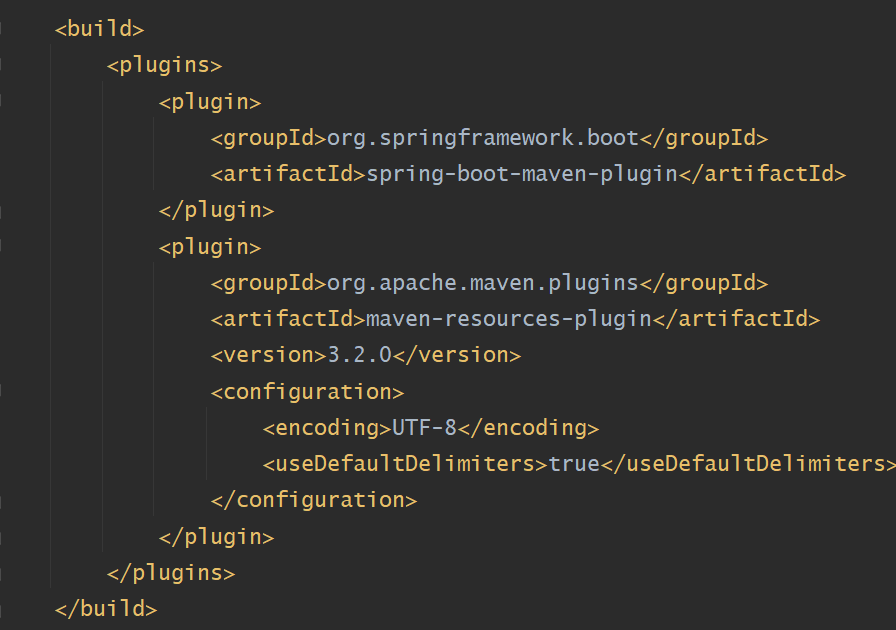 <build>
<plugins>
<plugin>
<groupId>org.springframework.boot</groupId>
<artifactId>spring-boot-maven-plugin</artifactId>
</plugin>
<plugin>
<groupId>org.apache.maven.plugins</groupId>
<artifactId>maven-resources-plugin</artifactId>
<version>3.2.0</version>
<configuration>
<encoding>UTF-8</encoding>
<useDefaultDelimiters>true</useDefaultDelimiters>
</configuration>
</plugin>
</plugins>
</build>